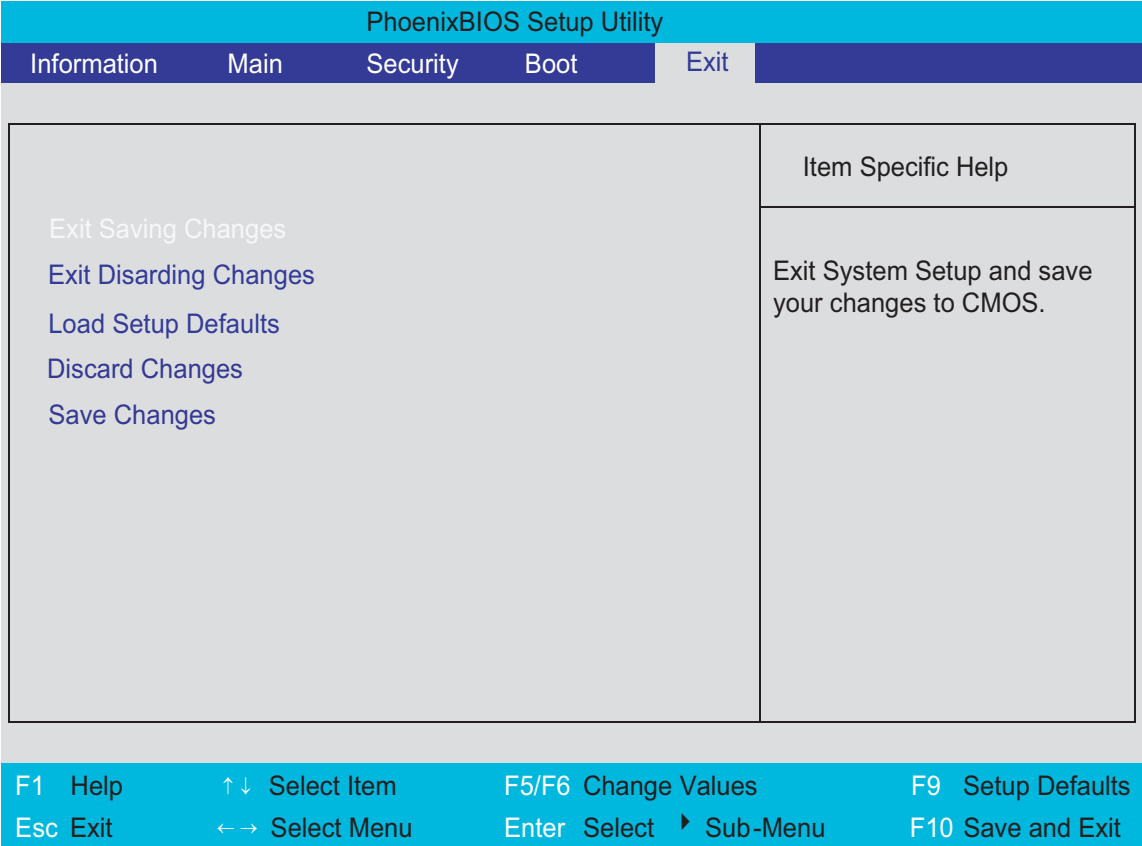 PhoenixBIOS Setup Utility
Information Main Security Boot Exit
Item Specific Help
Exit Saving Changes
Exit Disarding Changes
Load Setup Defaults
Discard Changes
Save Changes
Exit System Setup and save
your changes to CMOS.
F1 Help ↑↓ Select Item F5/F6 Change Values F9 Setup Defaults
Esc Exit ←→ Select Menu Enter Select ▸ Sub-Menu F10 Save and Exit